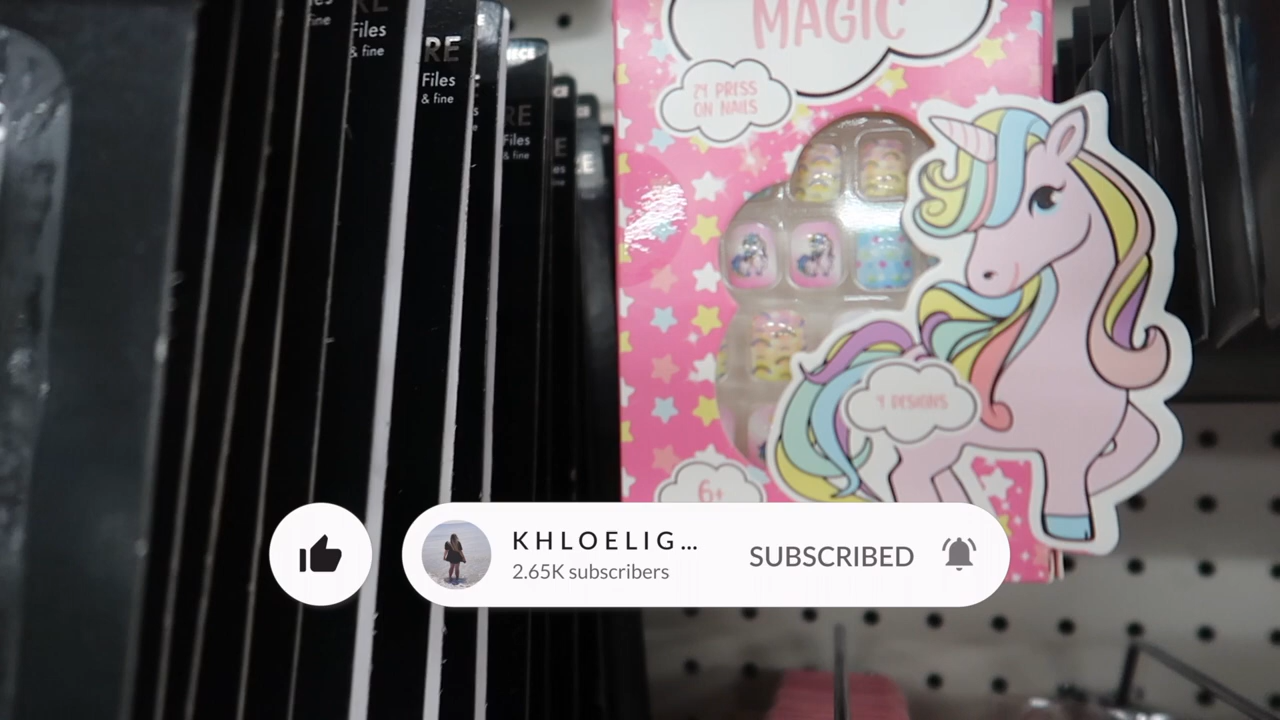 MAGIC
24 PRESS
ON NAILS
Files
& fine
RE
Files
& fine
RE
Files
& fine
4 DESIGNS
6+
KHLOELIG...
2.65K subscribers
SUBSCRIBED